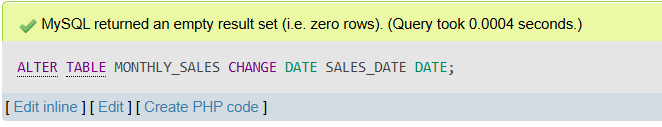 MySQL returned an empty result set (i.e. zero rows). (Query took 0.0004 seconds.)
ALTER TABLE MONTHLY_SALES CHANGE DATE SALES_DATE DATE;
[ Edit inline ] [ Edit ] [ Create PHP code ]